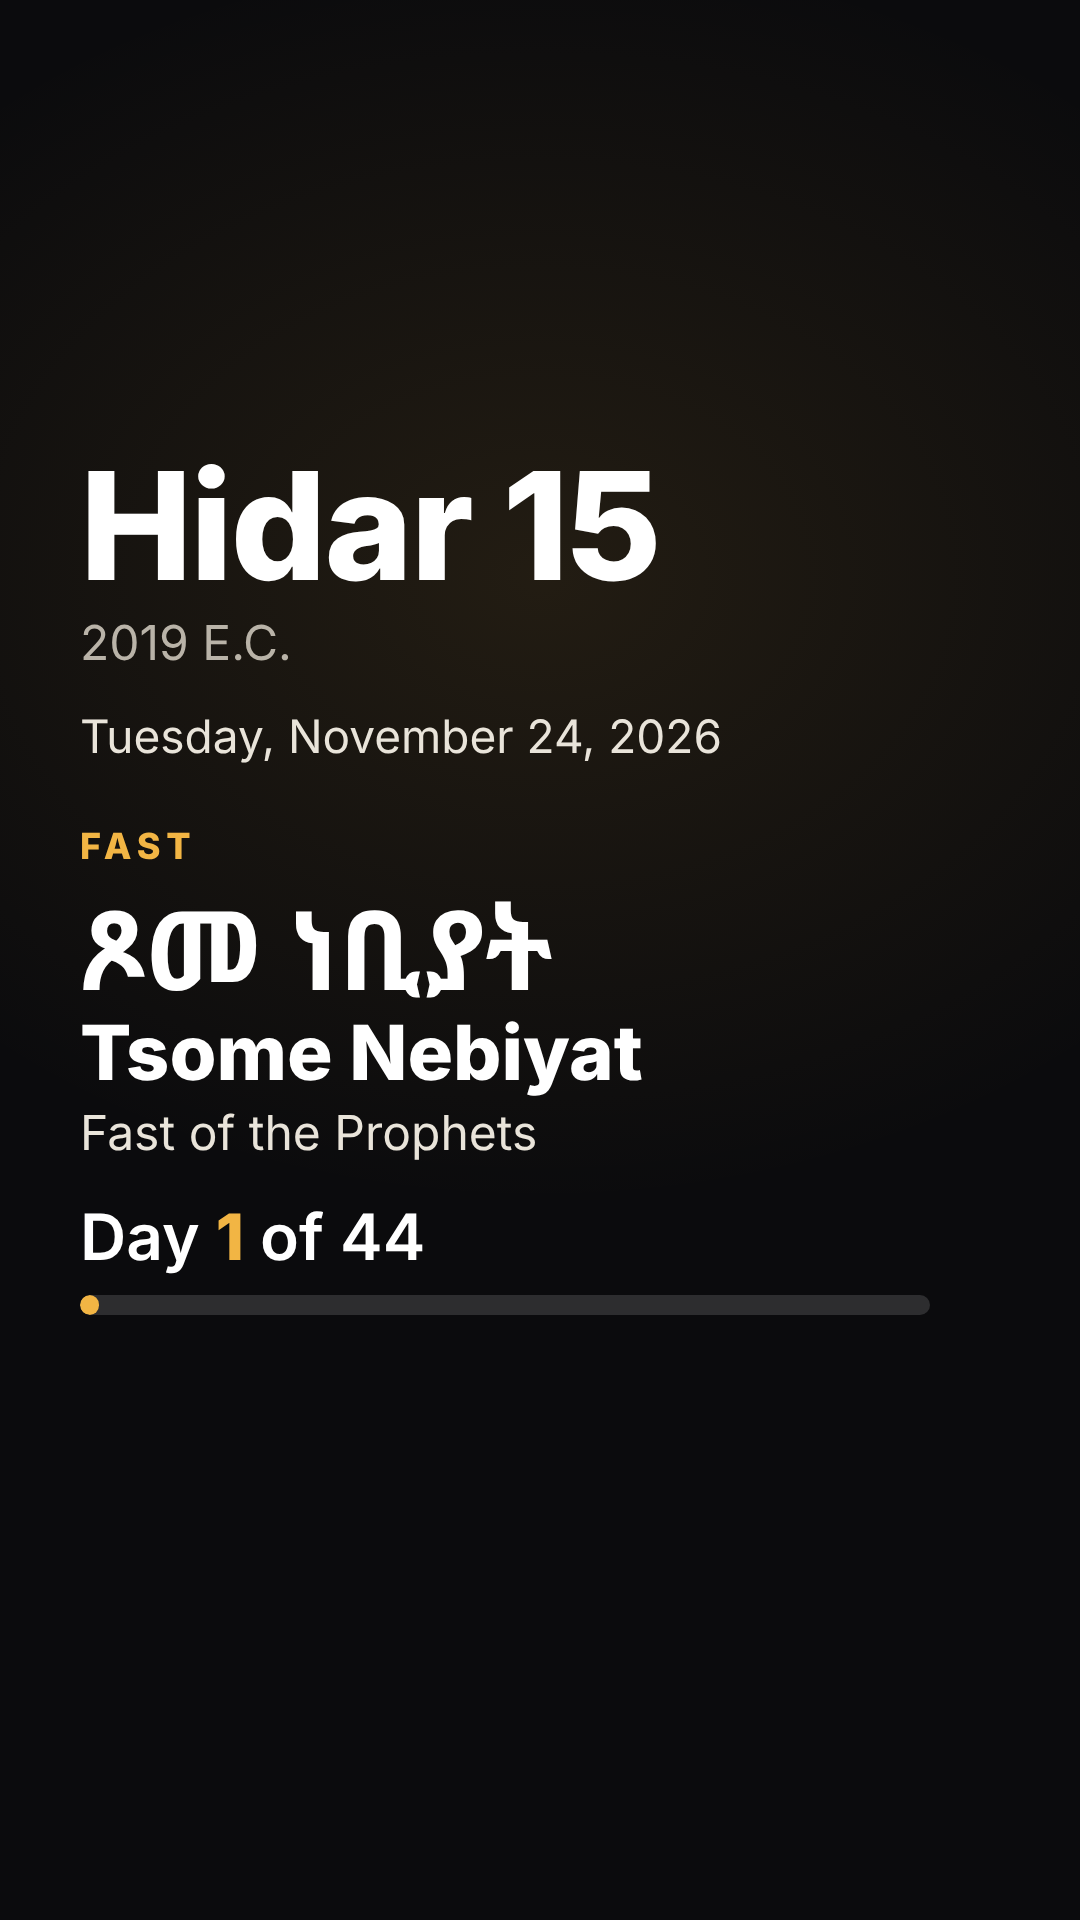 Hidar 15
2019 E.C.
Tuesday, November 24, 2026
FAST
ጾመ ነቢያት
Tsome Nebiyat
Fast of the Prophets
Day 1 of 44